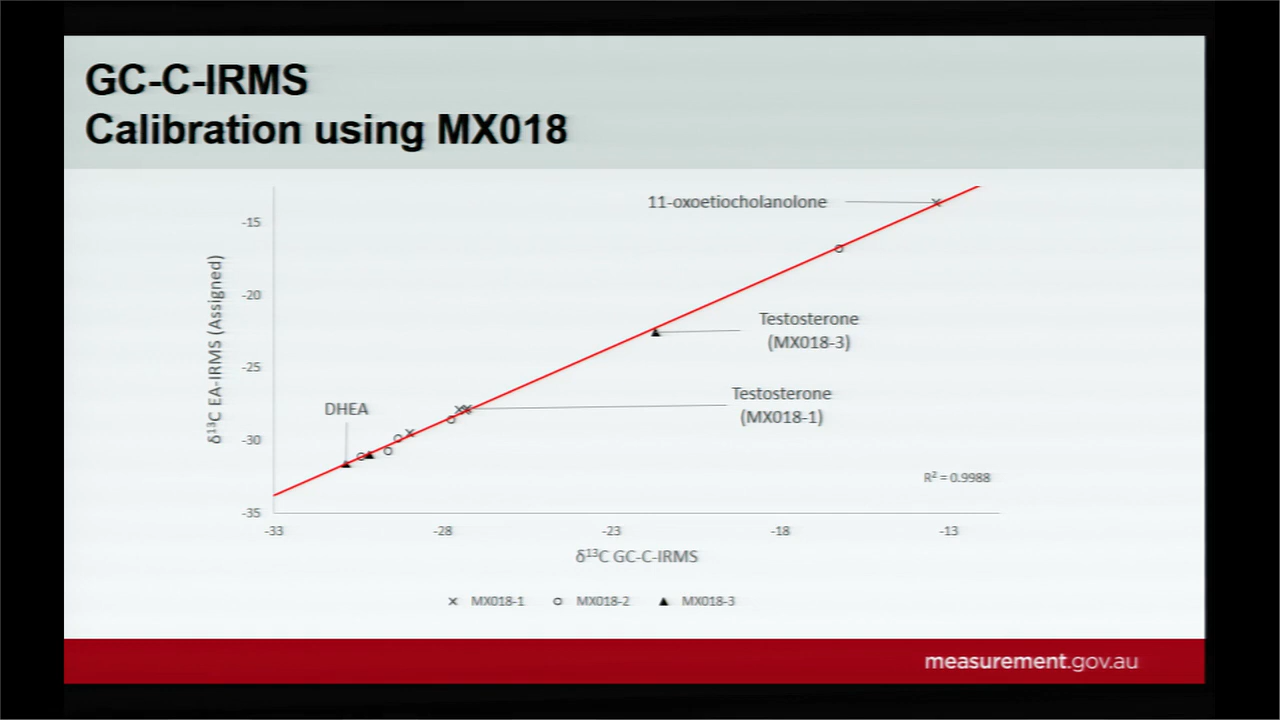 GC-C-IRMS
Calibration using MX018
11-oxoetiocholanolone
-15
-20
Testosterone
(MX018-3)
-25
Testosterone
(MX018-1)
DHEA
-30
R² = 0.9988
-35
-33
-28
-23
-18
-13
δ¹³C EA-IRMS (Assigned)
δ¹³C GC-C-IRMS
MX018-1
MX018-2
MX018-3
measurement.gov.au